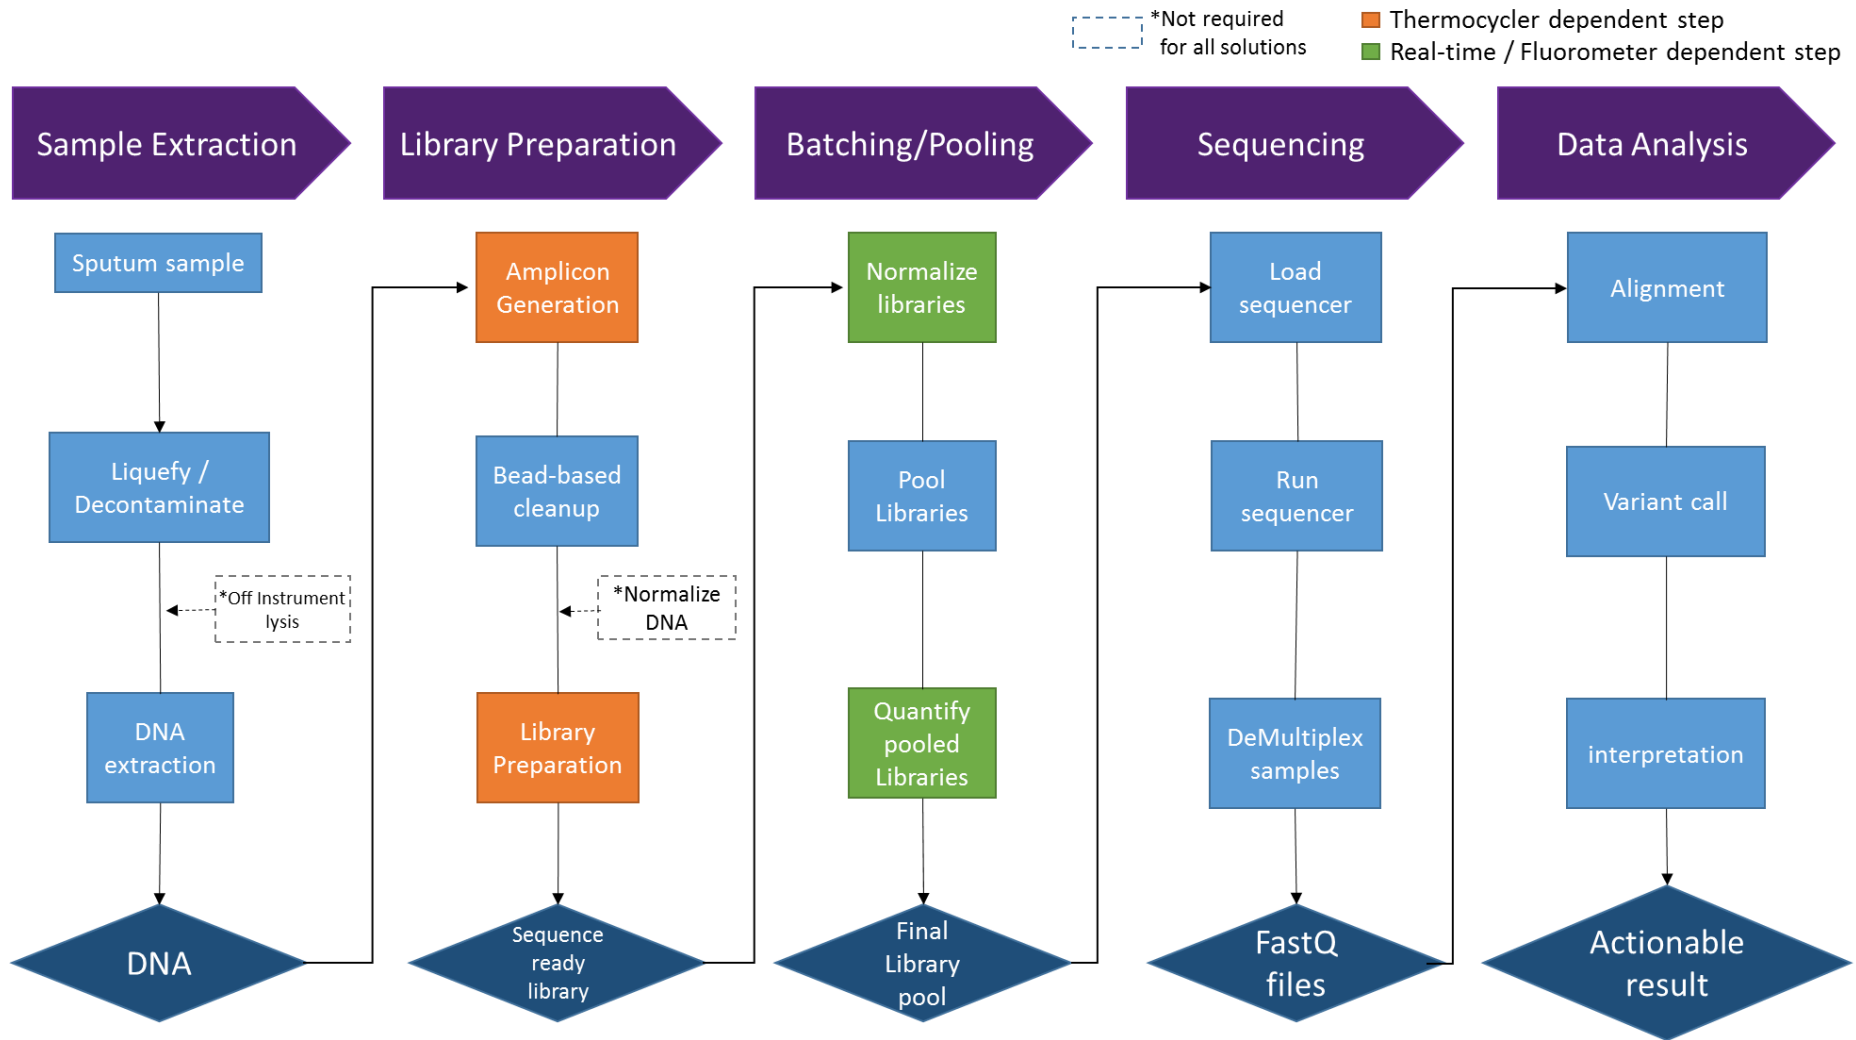 *Not required
for all solutions
Thermocycler dependent step
Real-time / Fluorometer dependent step
Sample Extraction
Library Preparation
Batching/Pooling
Sequencing
Data Analysis
Sputum sample
Liquefy /
Decontaminate
*Off Instrument
lysis
DNA
extraction
DNA
Amplicon
Generation
Bead-based
cleanup
*Normalize
DNA
Library
Preparation
Sequence
ready
library
Normalize
libraries
Pool
Libraries
Quantify
pooled
Libraries
Final
Library
pool
Load
sequencer
Run
sequencer
DeMultiplex
samples
FastQ
files
Alignment
Variant call
interpretation
Actionable
result